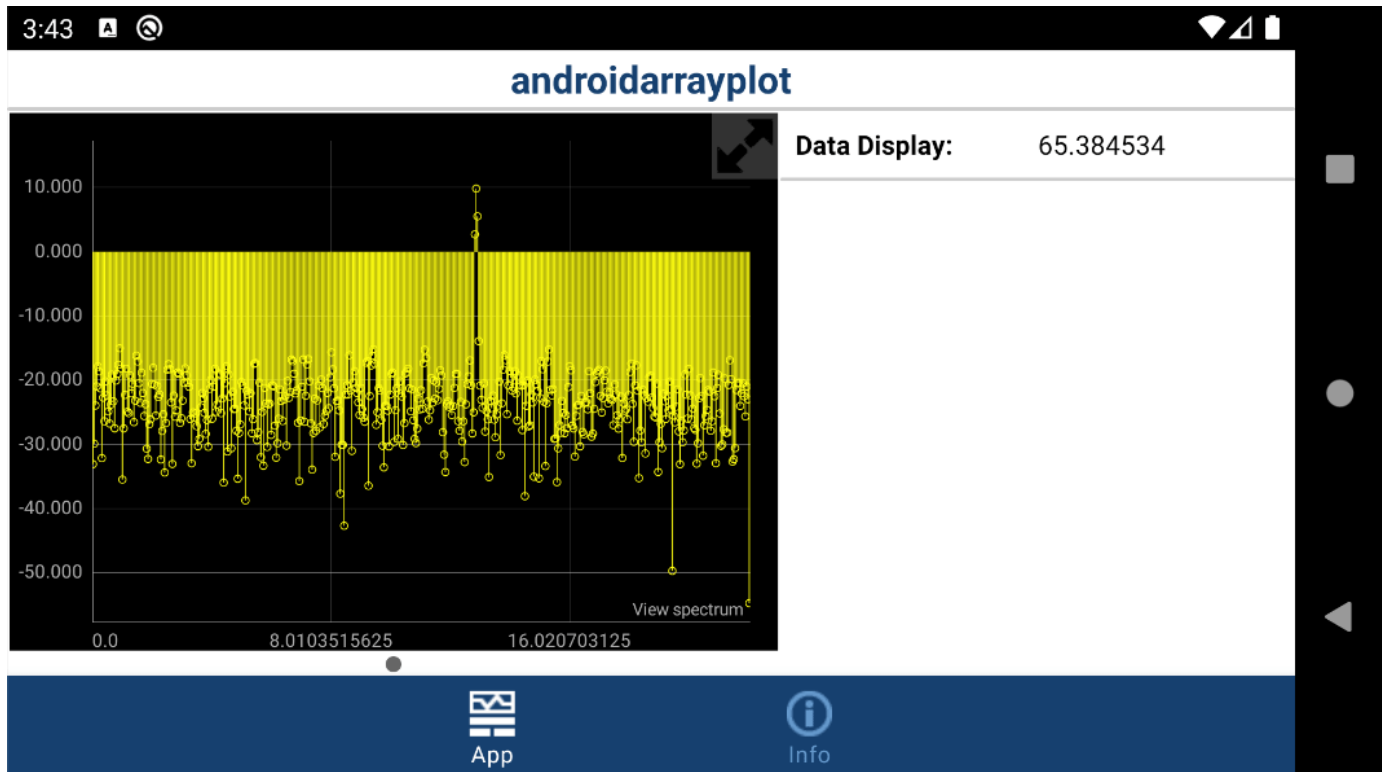 3:43 A
androidarrayplot
Data Display: 65.384534
10.000
0.000
-10.000
-20.000
-30.000
-40.000
-50.000
View spectrum
0.0 8.0103515625 16.020703125
App Info